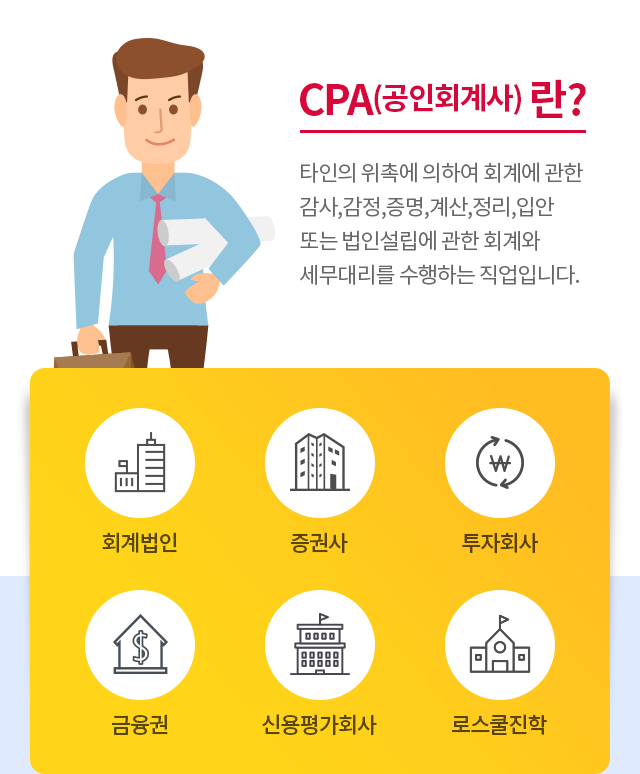 CPA(공인회계사) 란?
타인의 위촉에 의하여 회계에 관한
감사,감정,증명,계산,정리,입안
또는 법인설립에 관한 회계와
세무대리를 수행하는 직업입니다.
회계법인 증권사 투자회사
금융권 신용평가회사 로스쿨진학